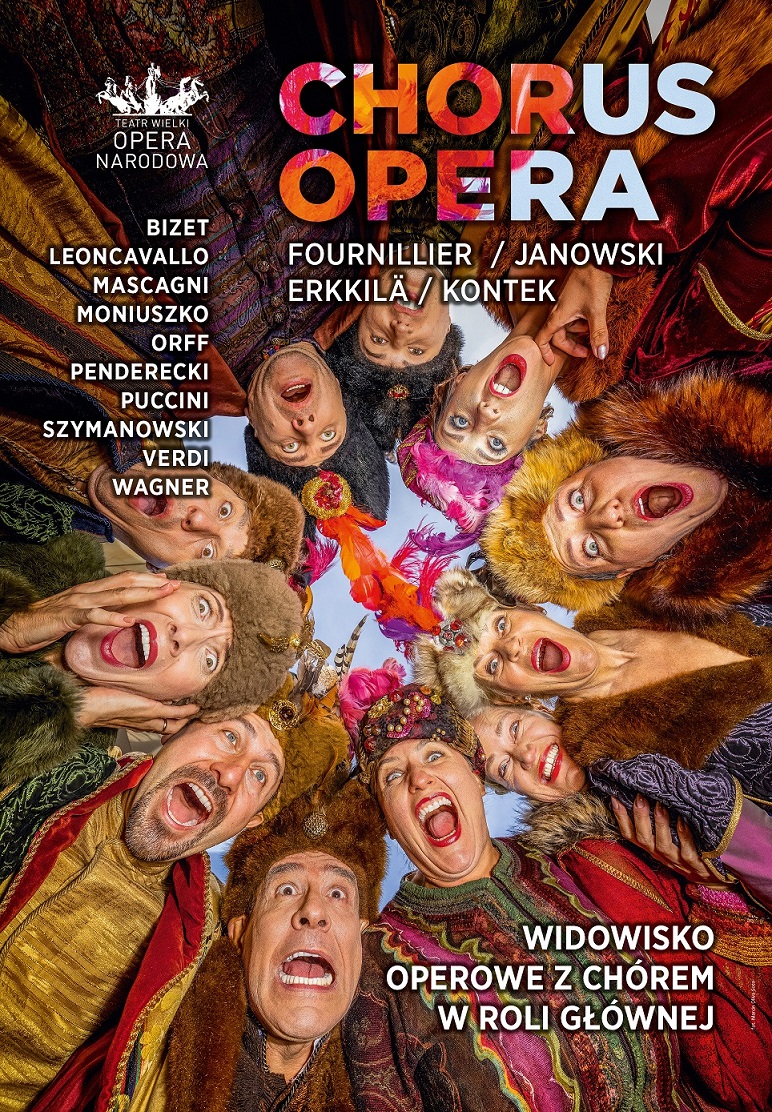 CHORUS
OPERA
TEATR WIELKI
OPERA
NARODOWA
FOURNILLIER / JANOWSKI
ERKKILÄ / KONTEK
BIZET
LEONCAVALLO
MASCAGNI
MONIUSZKO
ORFF
PENDERECKI
PUCCINI
SZYMANOWSKI
VERDI
WAGNER
WIDOWISKO
OPEROWE Z CHÓREM
W ROLI GŁÓWNEJ